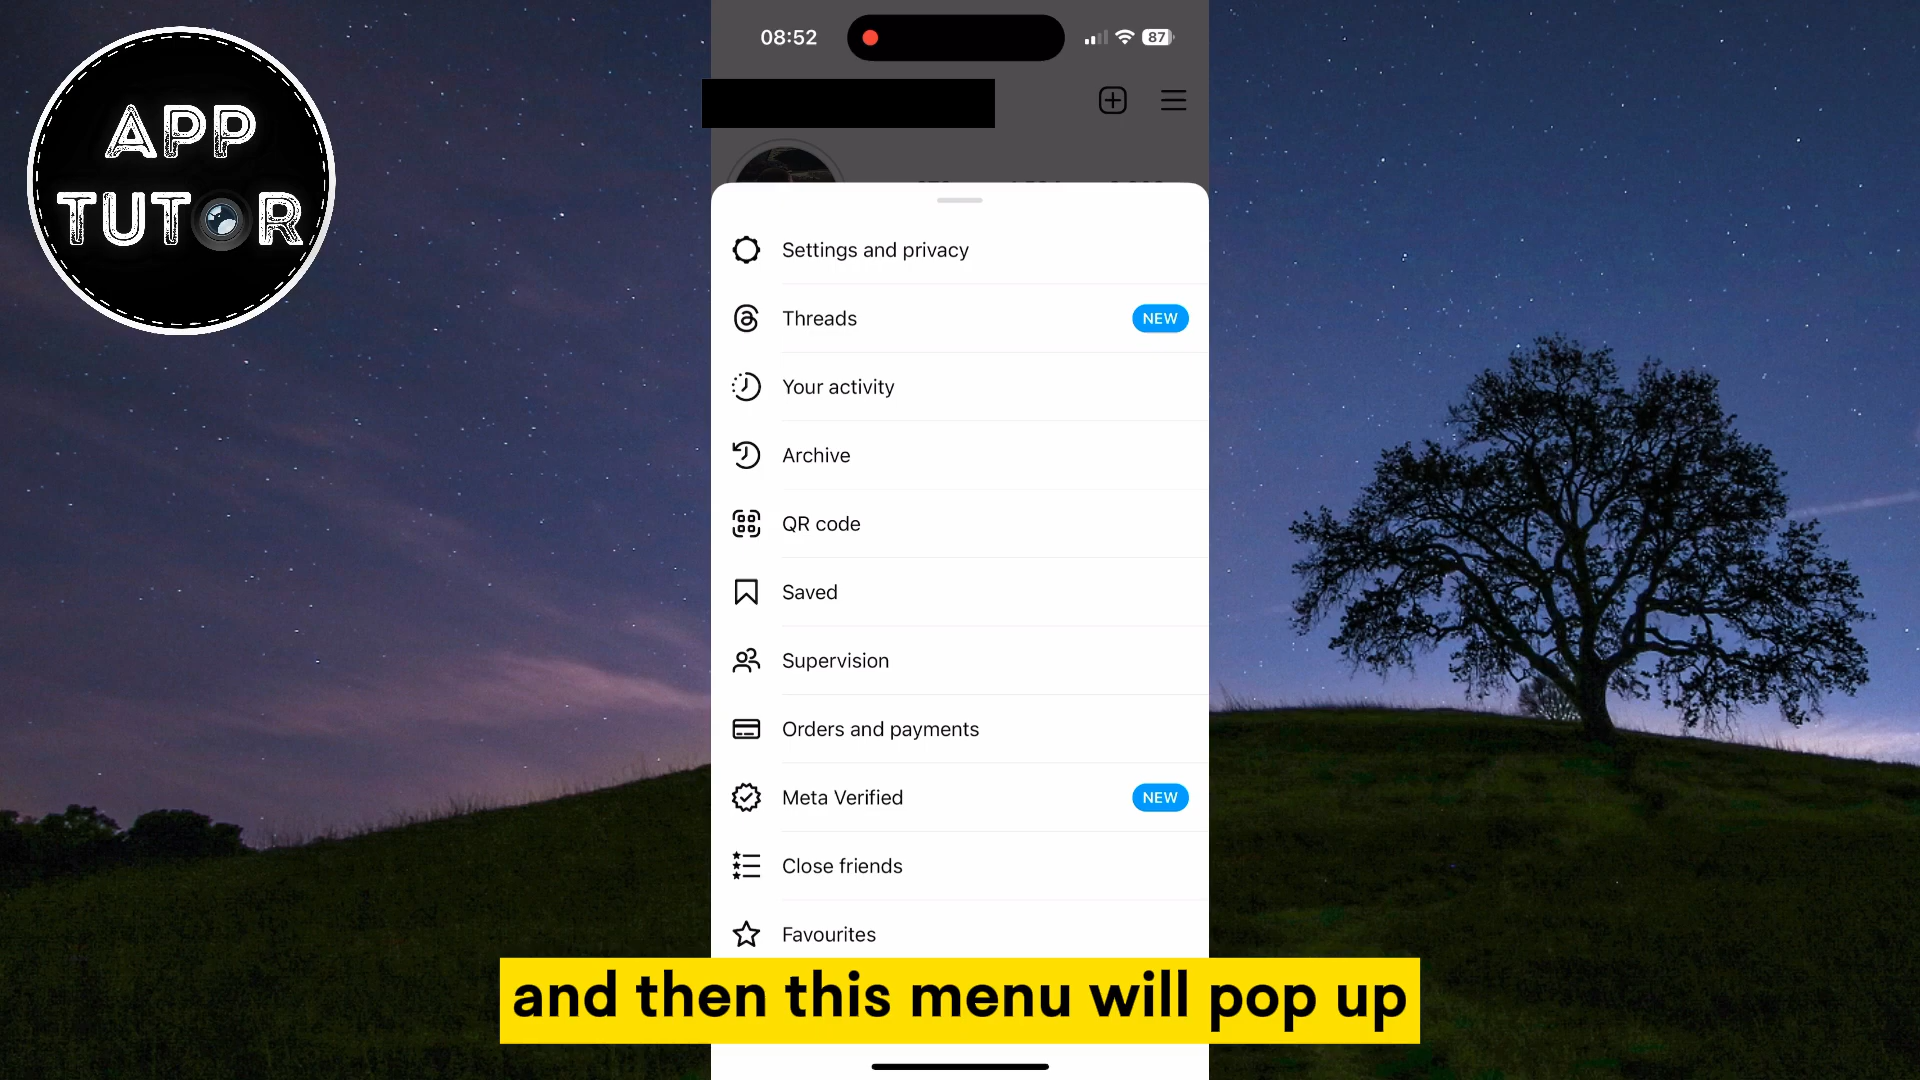 APP
TUTOR
08:52
87
Settings and privacy
Threads NEW
Your activity
Archive
QR code
Saved
Supervision
Orders and payments
Meta Verified NEW
Close friends
Favourites
and then this menu will pop up